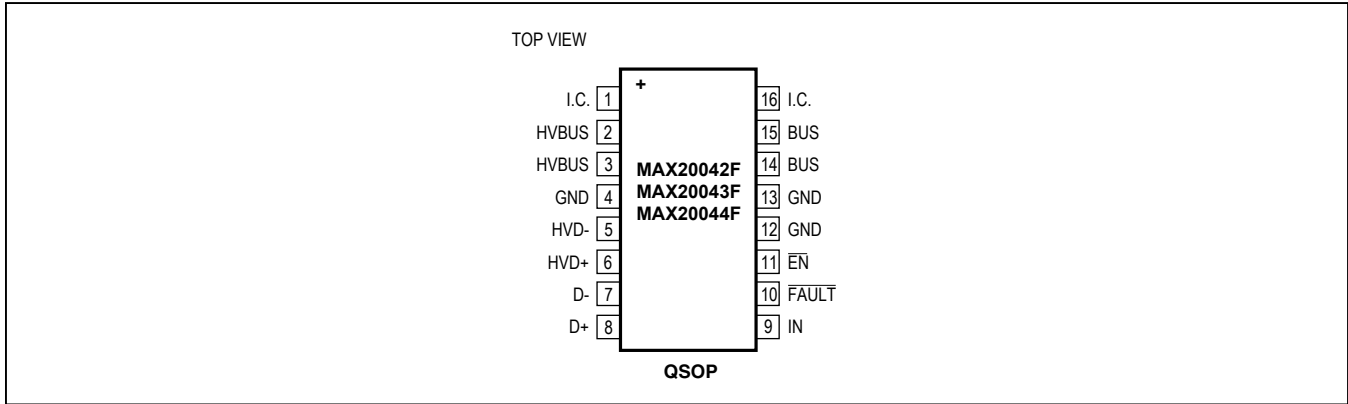 TOP VIEW
+
I.C. 1 16 I.C.
HVBUS 2 15 BUS
HVBUS 3 14 BUS
MAX20042F
MAX20043F
MAX20044F
GND 4 13 GND
HVD- 5 12 GND
HVD+ 6 11 EN
D- 7 10 FAULT
D+ 8 9 IN
QSOP